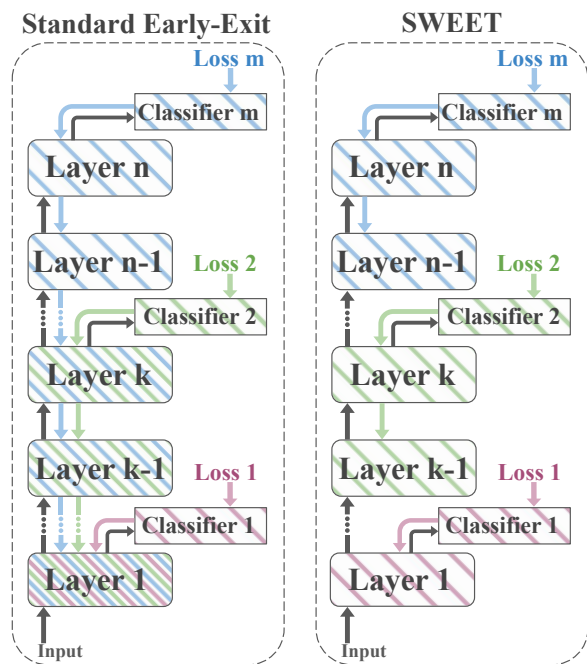 Standard Early-Exit
Loss m
Classifier m
Layer n
Layer n-1
Loss 2
Classifier 2
Layer k
Layer k-1
Loss 1
Classifier 1
Layer 1
Input
SWEET
Loss m
Classifier m
Layer n
Layer n-1
Loss 2
Classifier 2
Layer k
Layer k-1
Loss 1
Classifier 1
Layer 1
Input